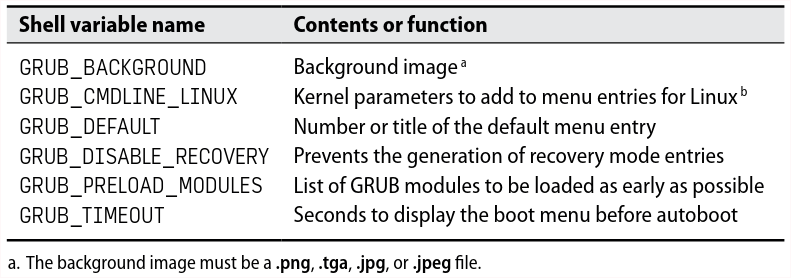 Shell variable name Contents or function
GRUB_BACKGROUND Background image a
GRUB_CMDLINE_LINUX Kernel parameters to add to menu entries for Linux b
GRUB_DEFAULT Number or title of the default menu entry
GRUB_DISABLE_RECOVERY Prevents the generation of recovery mode entries
GRUB_PRELOAD_MODULES List of GRUB modules to be loaded as early as possible
GRUB_TIMEOUT Seconds to display the boot menu before autoboot
a. The background image must be a .png, .tga, .jpg, or .jpeg file.